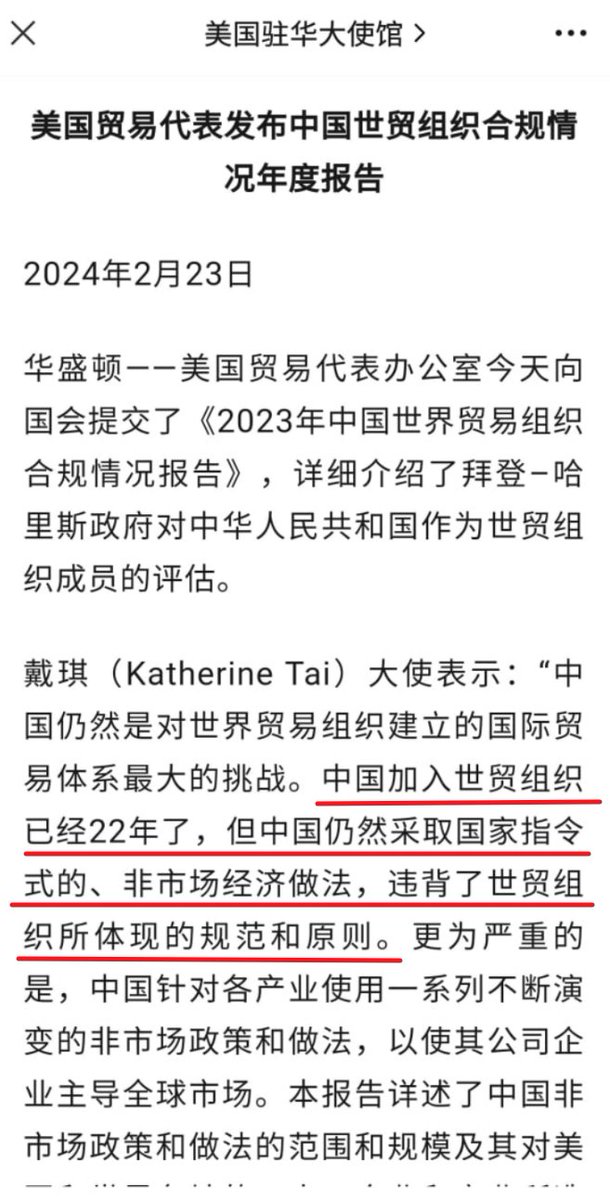 美国驻华大使馆
美国贸易代表发布中国世贸组织合规情
况年度报告
2024年2月23日
华盛顿——美国贸易代表办公室今天向
国会提交了《2023年中国世界贸易组织
合规情况报告》，详细介绍了拜登-哈
里斯政府对中华人民共和国作为世贸组
织成员的评估。
戴琪（Katherine Tai）大使表示：“中
国仍然是对世界贸易组织建立的国际贸
易体系最大的挑战。中国加入世贸组织
已经22年了，但中国仍然采取国家指令
式的、非市场经济做法，违背了世贸组
织所体现的规范和原则。更为严重的
是，中国针对各产业使用一系列不断演
变的非市场政策和做法，以使其公司企
业主导全球市场。本报告详述了中国非
市场政策和做法的范围和规模及其对美